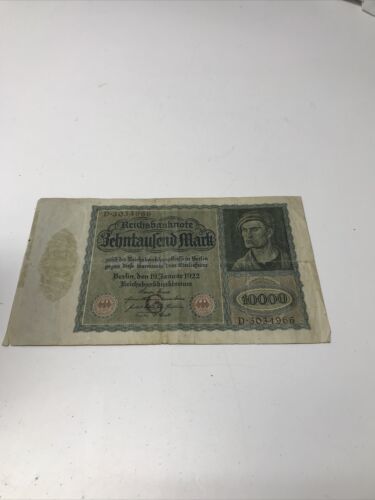 D·3034966
Reichsbanknote
Zehntausend Mark
zahlt die Reichsbankhauptkasse in Berlin
gegen diese Banknote dem Einlieferer
Berlin, den 19. Januar 1922
Reichsbankdirektorium
10000
D·3034966